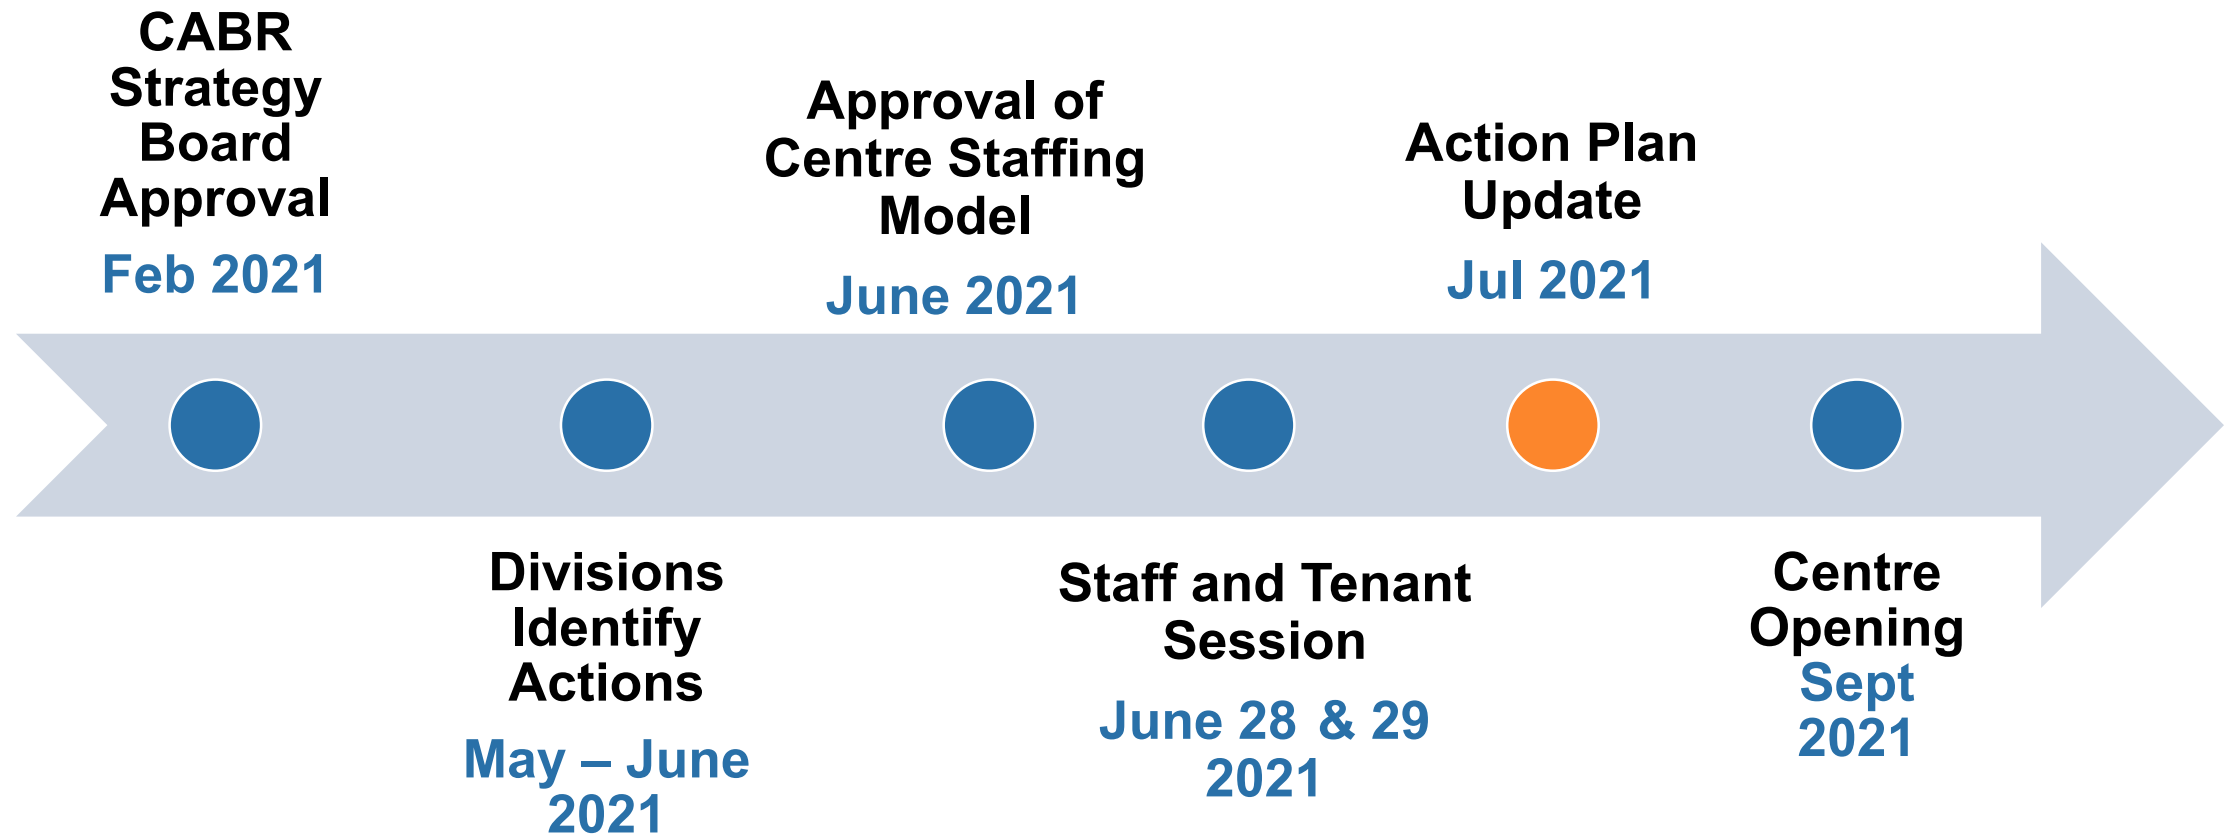 CABR
Strategy
Board
Approval
Feb 2021
Divisions
Identify
Actions
May – June
2021
Approval of
Centre Staffing
Model
June 2021
Staff and Tenant
Session
June 28 & 29
2021
Action Plan
Update
Jul 2021
Centre
Opening
Sept
2021